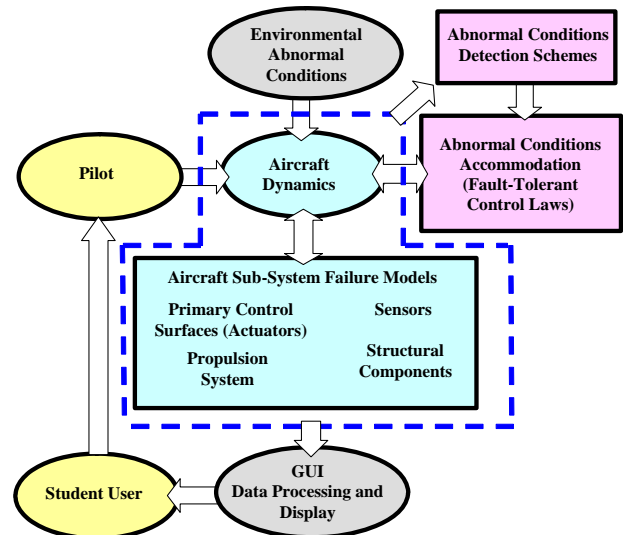 Environmental
Abnormal
Conditions
Abnormal Conditions
Detection Schemes
Pilot
Aircraft
Dynamics
Abnormal Conditions
Accommodation
(Fault-Tolerant
Control Laws)
Aircraft Sub-System Failure Models
Primary Control
Surfaces (Actuators)
Sensors
Propulsion
System
Structural
Components
Student User
GUI
Data Processing and
Display